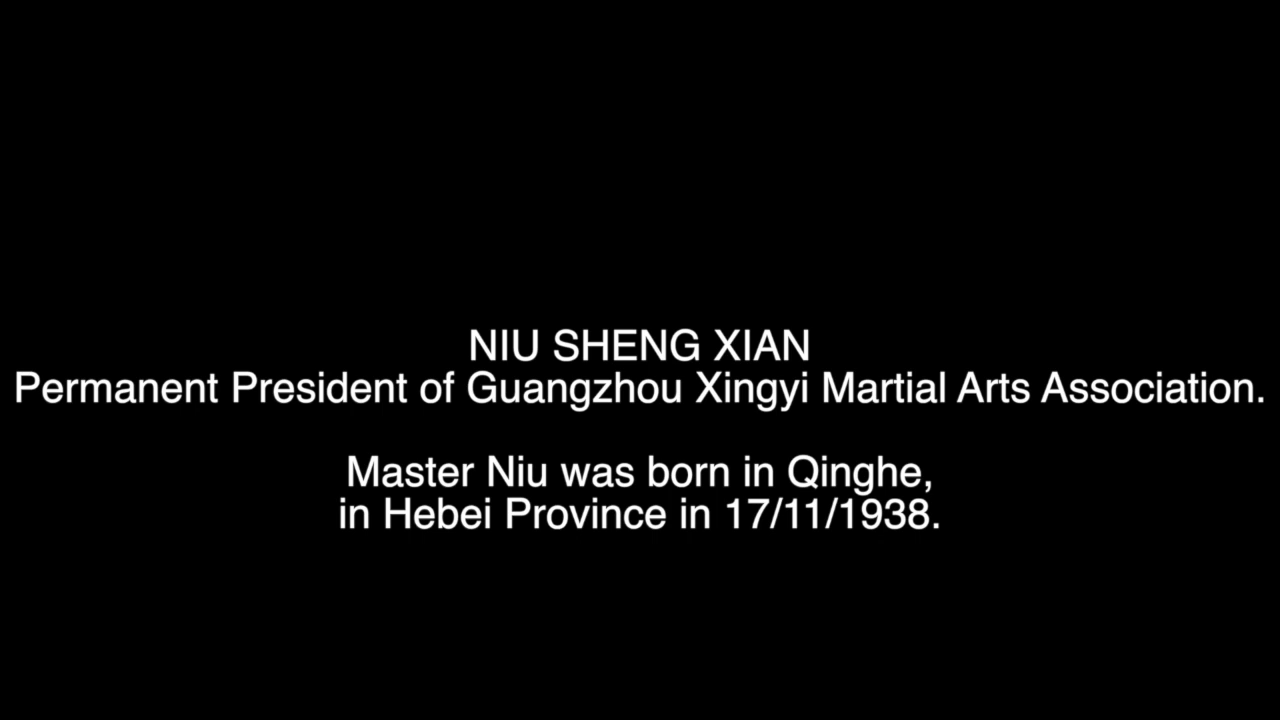 NIU SHENG XIAN
Permanent President of Guangzhou Xingyi Martial Arts Association.
Master Niu was born in Qinghe,
in Hebei Province in 17/11/1938.